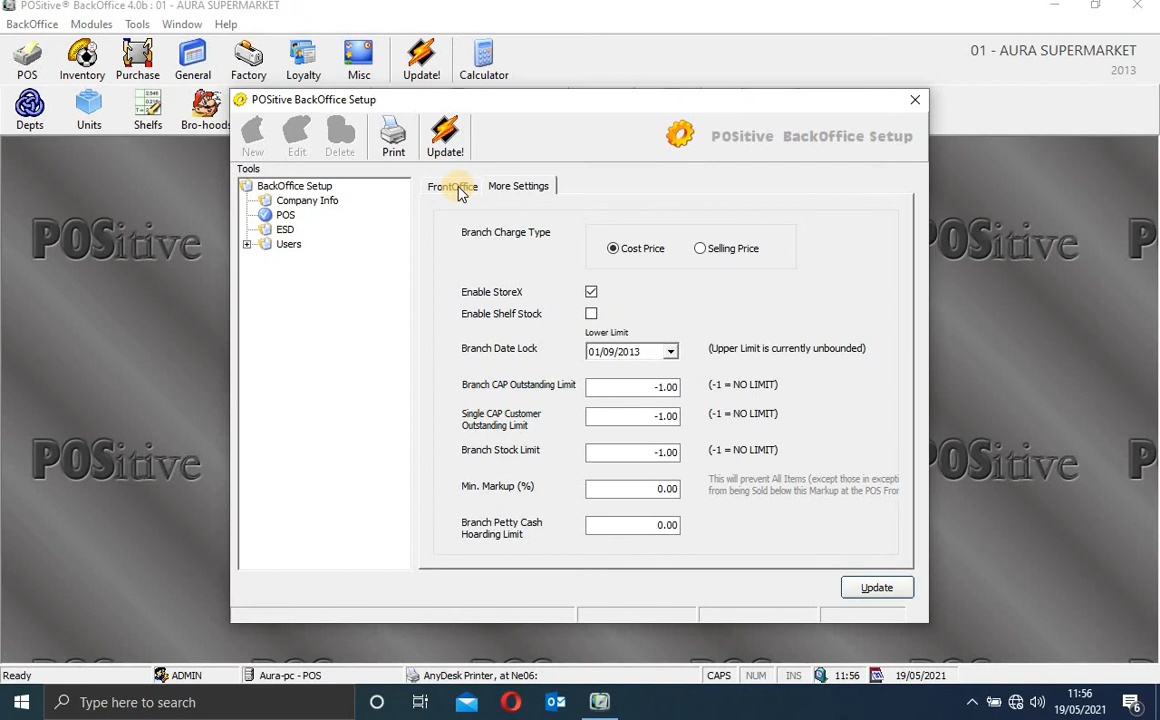 POSitive® BackOffice 4.0b : 01 - AURA SUPERMARKET
BackOffice Modules Tools Window Help
POS Inventory Purchase General Factory Loyalty Misc Update! Calculator
01 - AURA SUPERMARKET
2013
Depts Units Shelfs Bro-hoods
POSitive BackOffice Setup
New Edit Delete Print Update!
POSitive BackOffice Setup
Tools
BackOffice Setup
Company Info
POS
ESD
Users
FrontOffice More Settings
Branch Charge Type
Cost Price Selling Price
Enable StoreX
Enable Shelf Stock
Lower Limit
Branch Date Lock 01/09/2013 (Upper Limit is currently unbounded)
Branch CAP Outstanding Limit -1.00 (-1 = NO LIMIT)
Single CAP Customer
Outstanding Limit -1.00 (-1 = NO LIMIT)
Branch Stock Limit -1.00 (-1 = NO LIMIT)
Min. Markup (%) 0.00
This will prevent All Items (except those in excepti
from being Sold below this Markup at the POS Fron
Branch Petty Cash
Hoarding Limit 0.00
Update
POSitive
POSitive
POSitive
POSitive
Ready ADMIN Aura-pc - POS AnyDesk Printer, at Ne06: CAPS NUM INS 11:56 19/05/2021
Type here to search
11:56
19/05/2021
6